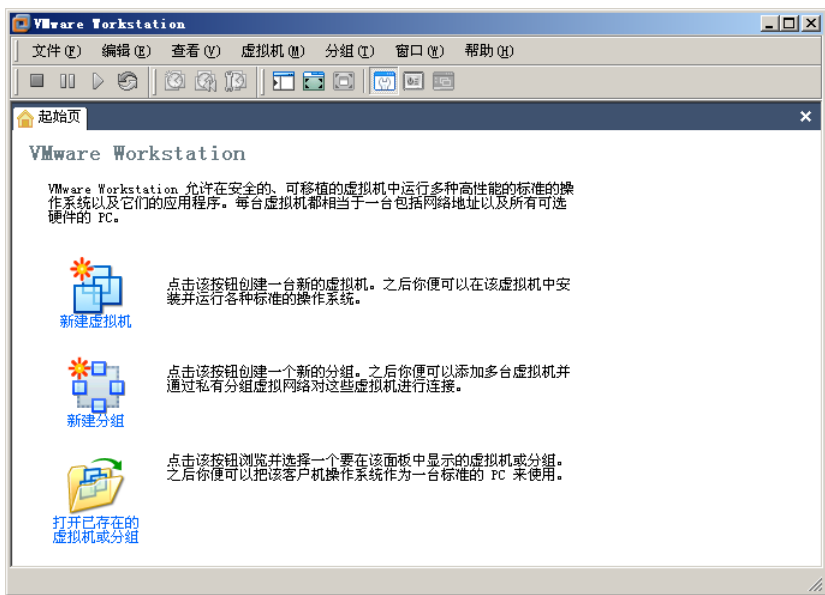 VMware Workstation
文件(F) 编辑(E) 查看(V) 虚拟机(M) 分组(T) 窗口(W) 帮助(H)
起始页
VMware Workstation
VMware Workstation 允许在安全的、可移植的虚拟机中运行多种高性能的标准的操
作系统以及它们的应用程序。每台虚拟机都相当于一台包括网络地址以及所有可选
硬件的 PC。
点击该按钮创建一台新的虚拟机。之后你便可以在该虚拟机中安
装并运行各种标准的操作系统。
新建虚拟机
点击该按钮创建一个新的分组。之后你便可以添加多台虚拟机并
通过私有分组虚拟网络对这些虚拟机进行连接。
新建分组
点击该按钮浏览并选择一个要在该面板中显示的虚拟机或分组。
之后你便可以把该客户机操作系统作为一台标准的 PC 来使用。
打开已存在的
虚拟机或分组